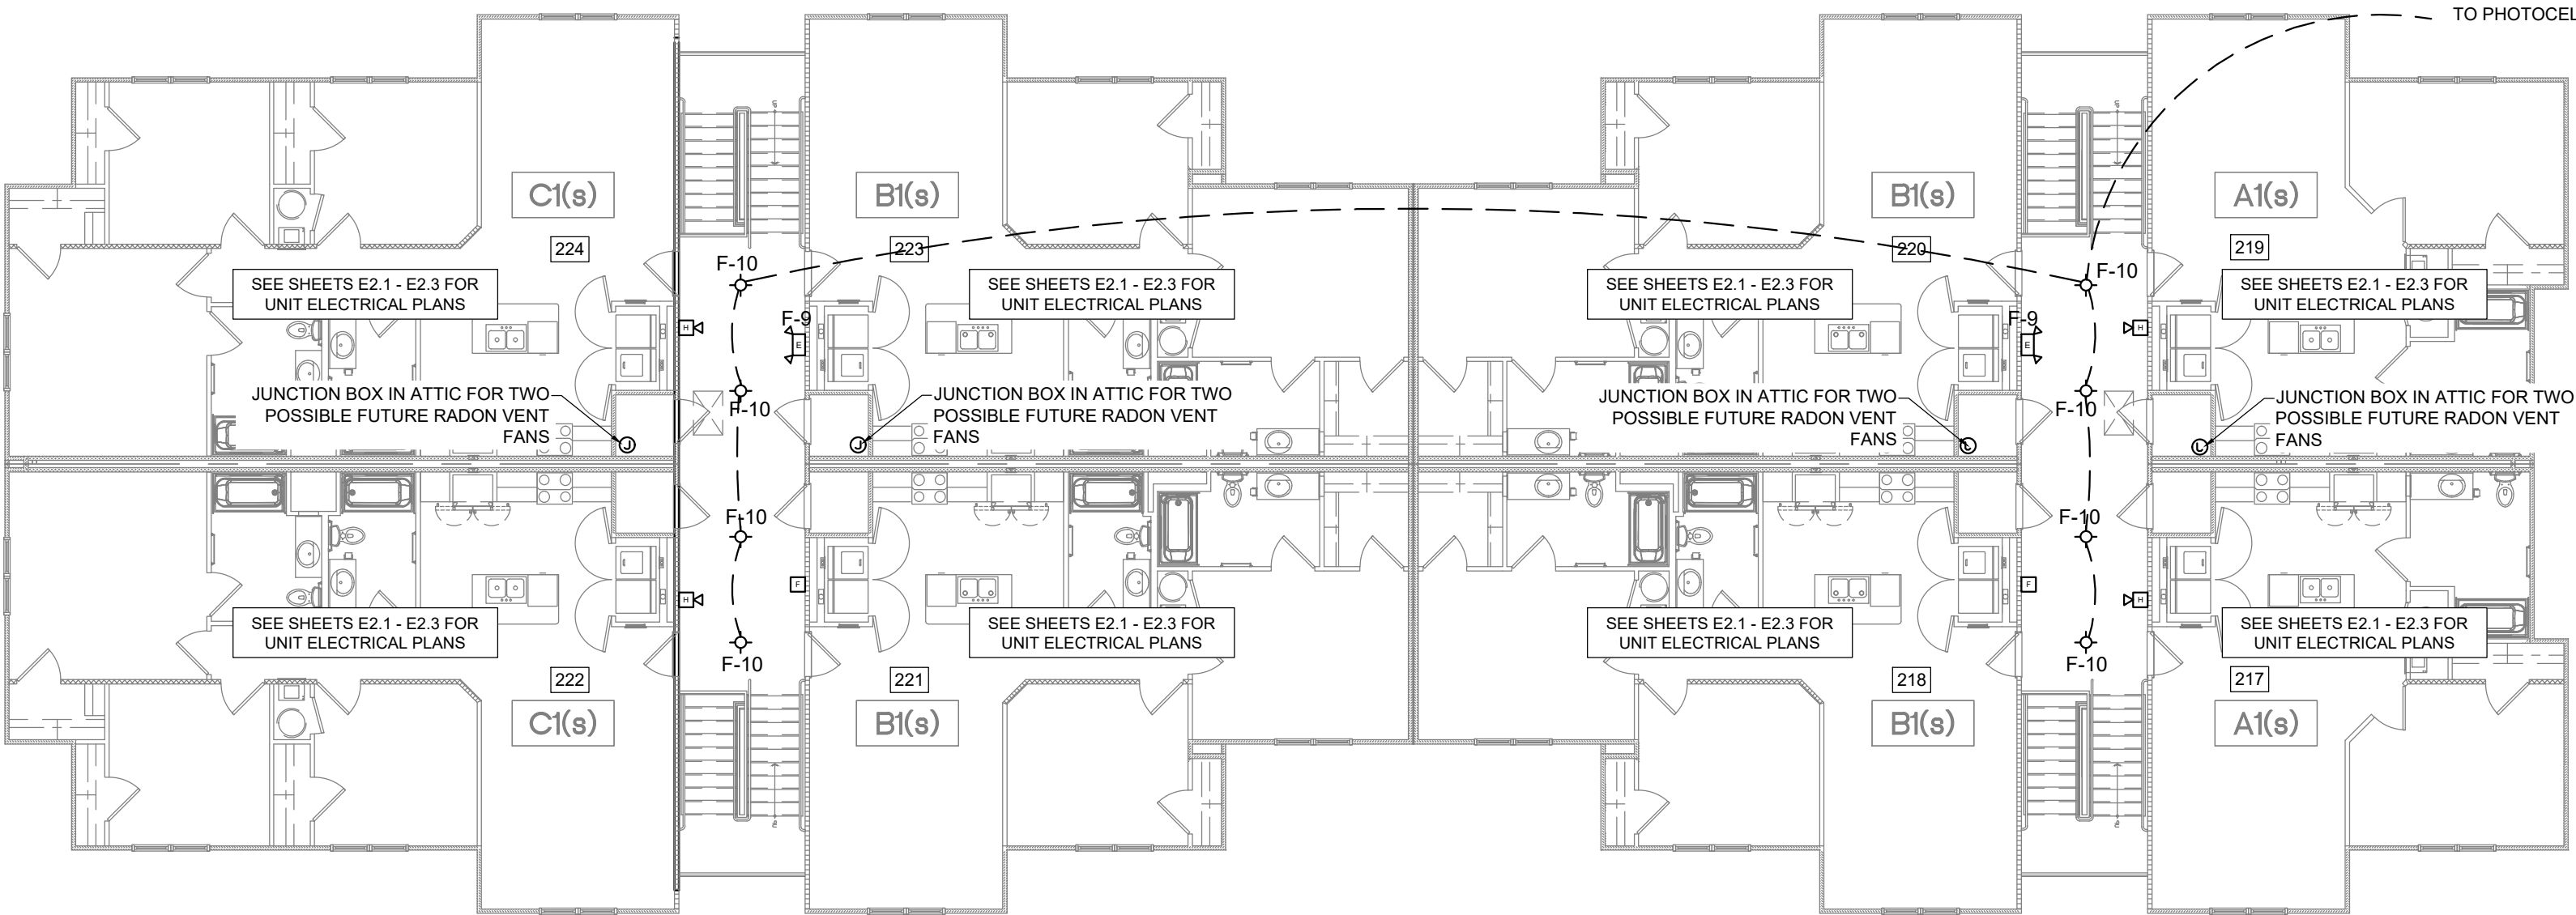 TO PHOTOCEL
UP
UP
C1(s)
B1(s)
B1(s)
A1(s)
224
223
220
219
F-10
F-10
SEE SHEETS E2.1 - E2.3 FOR
UNIT ELECTRICAL PLANS
SEE SHEETS E2.1 - E2.3 FOR
UNIT ELECTRICAL PLANS
SEE SHEETS E2.1 - E2.3 FOR
UNIT ELECTRICAL PLANS
SEE SHEETS E2.1 - E2.3 FOR
UNIT ELECTRICAL PLANS
F-9
F-9
H
E
E
H
JUNCTION BOX IN ATTIC FOR TWO
POSSIBLE FUTURE RADON VENT
FANS
J
F-10
JUNCTION BOX IN ATTIC FOR TWO
POSSIBLE FUTURE RADON VENT
FANS
J
JUNCTION BOX IN ATTIC FOR TWO
POSSIBLE FUTURE RADON VENT
FANS
F-10
JUNCTION BOX IN ATTIC FOR TWO
POSSIBLE FUTURE RADON VENT
FANS
F-10
F-10
H
F
F
H
SEE SHEETS E2.1 - E2.3 FOR
UNIT ELECTRICAL PLANS
SEE SHEETS E2.1 - E2.3 FOR
UNIT ELECTRICAL PLANS
SEE SHEETS E2.1 - E2.3 FOR
UNIT ELECTRICAL PLANS
SEE SHEETS E2.1 - E2.3 FOR
UNIT ELECTRICAL PLANS
F-10
F-10
222
221
218
217
C1(s)
B1(s)
B1(s)
A1(s)